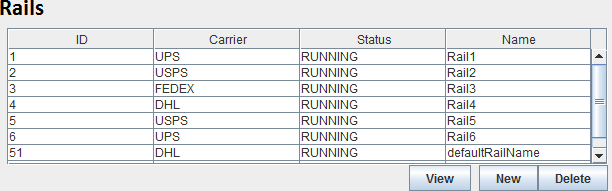 Rails
ID Carrier Status Name
1 UPS RUNNING Rail1
2 USPS RUNNING Rail2
3 FEDEX RUNNING Rail3
4 DHL RUNNING Rail4
5 USPS RUNNING Rail5
6 UPS RUNNING Rail6
51 DHL RUNNING defaultRailName
View New Delete